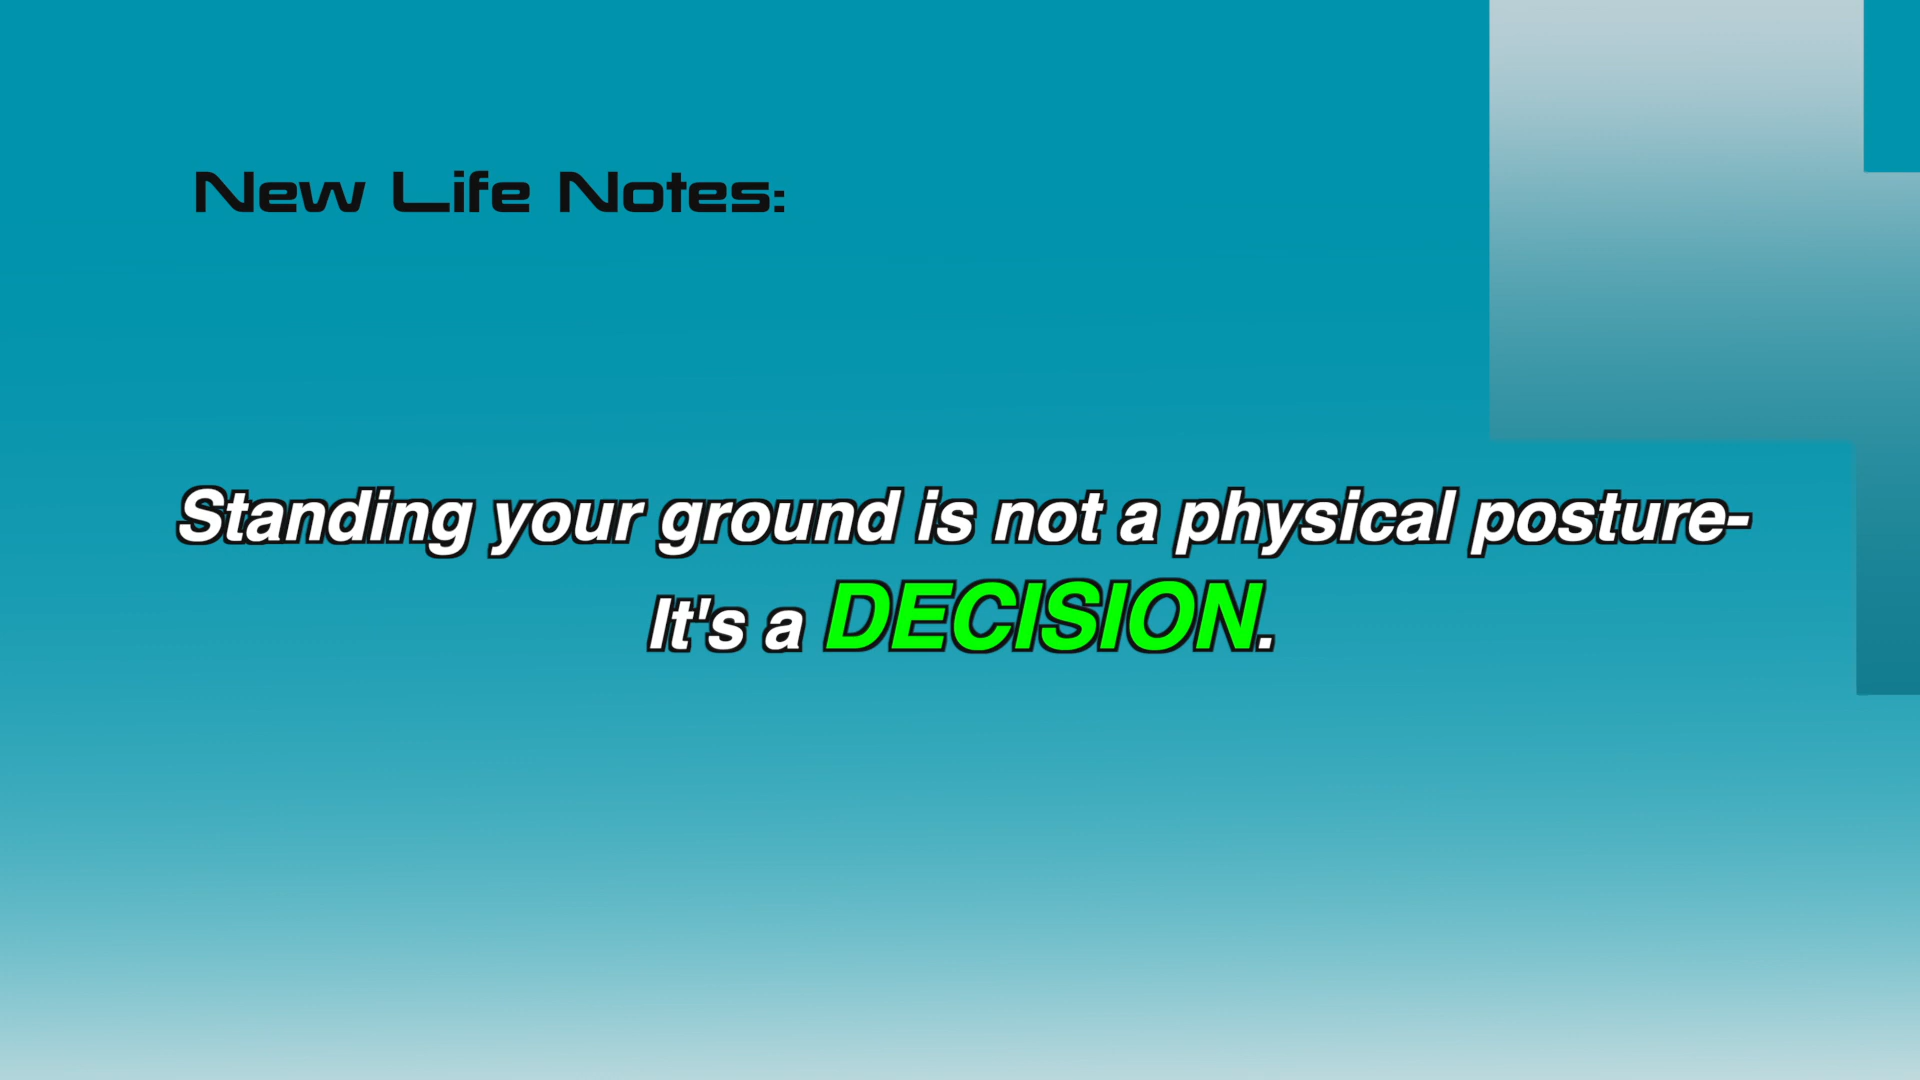 New Life Notes:
Standing your ground is not a physical posture-
It's a DECISION.